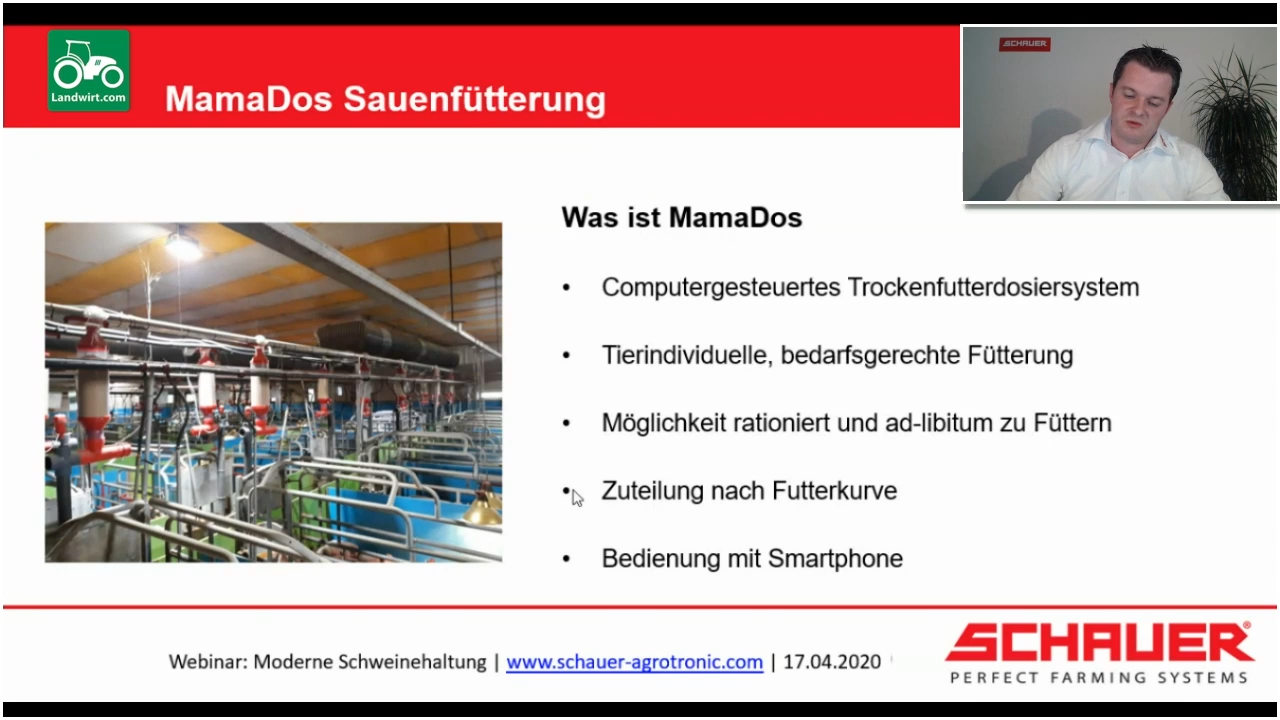 Landwirt.com
MamaDos Sauenfütterung
SCHAUER
Was ist MamaDos
• Computergesteuertes Trockenfutterdosiersystem
• Tierindividuelle, bedarfsgerechte Fütterung
• Möglichkeit rationiert und ad-libitum zu Füttern
• Zuteilung nach Futterkurve
• Bedienung mit Smartphone
Webinar: Moderne Schweinehaltung | www.schauer-agrotronic.com | 17.04.2020
SCHAUER®
PERFECT FARMING SYSTEMS